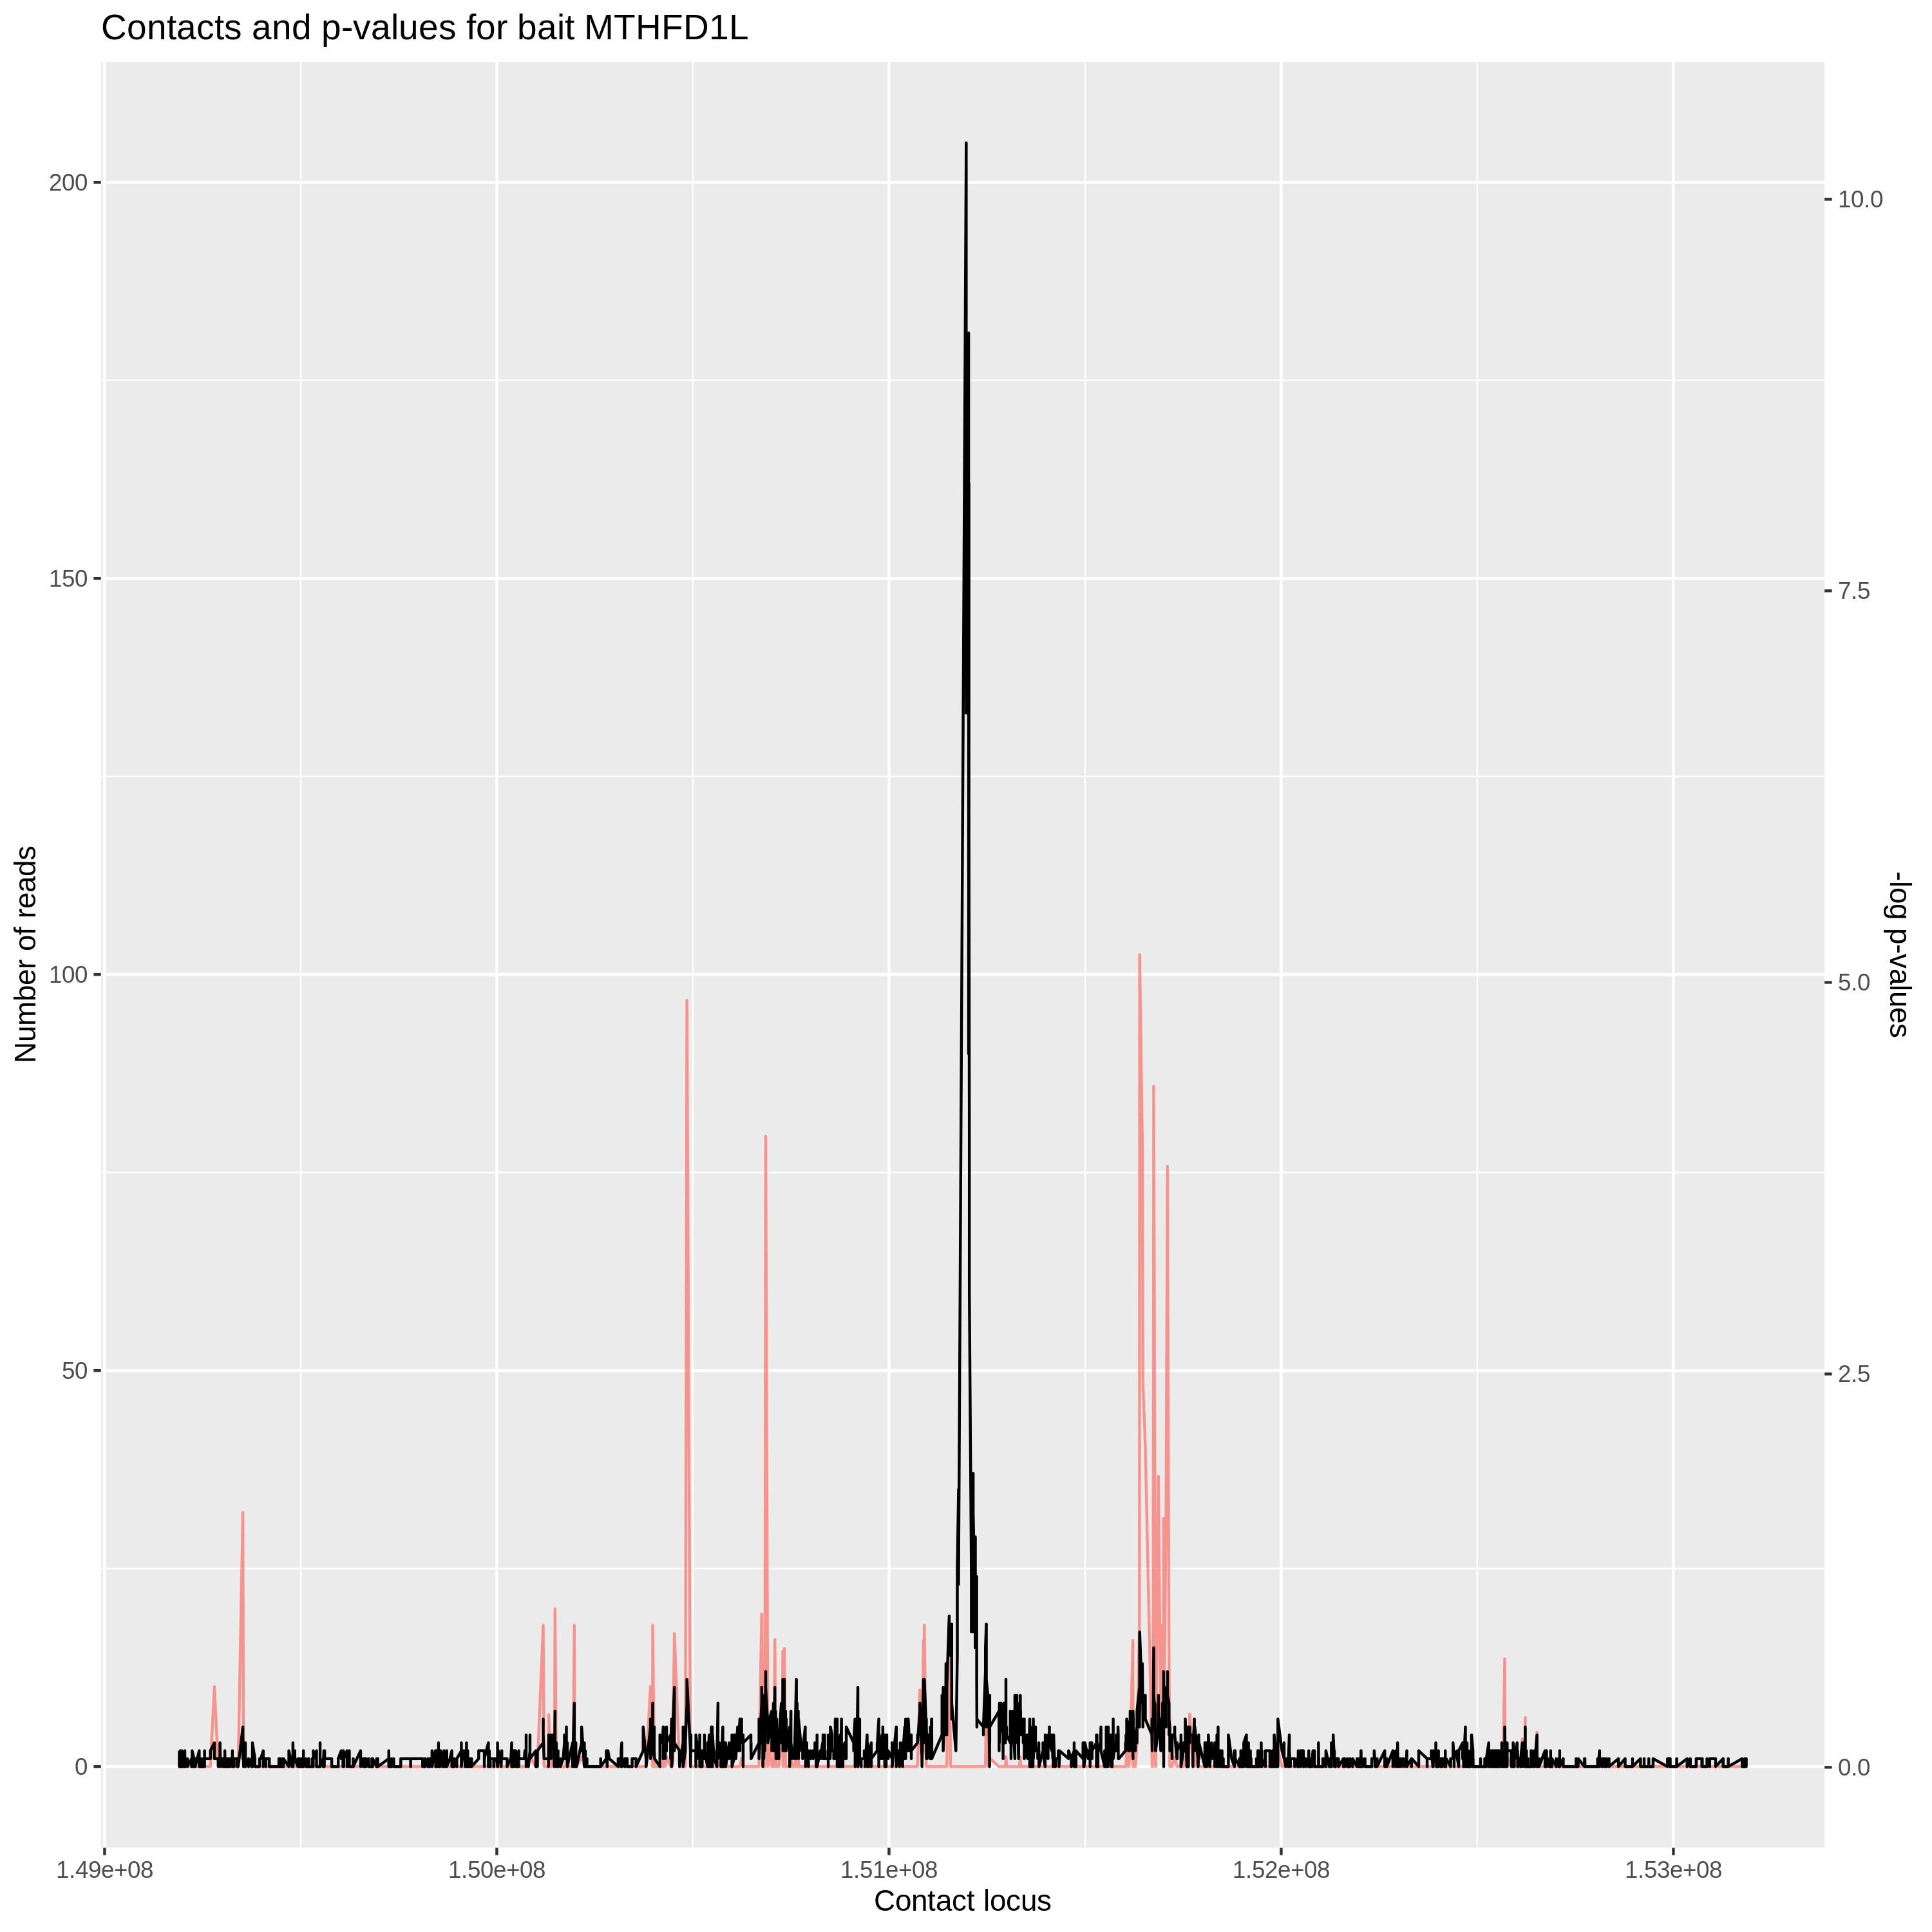 Contacts and p-values for bait MTHFD1L
200
150
100
50
0
Number of reads
10.0
7.5
5.0
2.5
0.0
-log p-values
1.49e+08 1.50e+08 1.51e+08 1.52e+08 1.53e+08
Contact locus